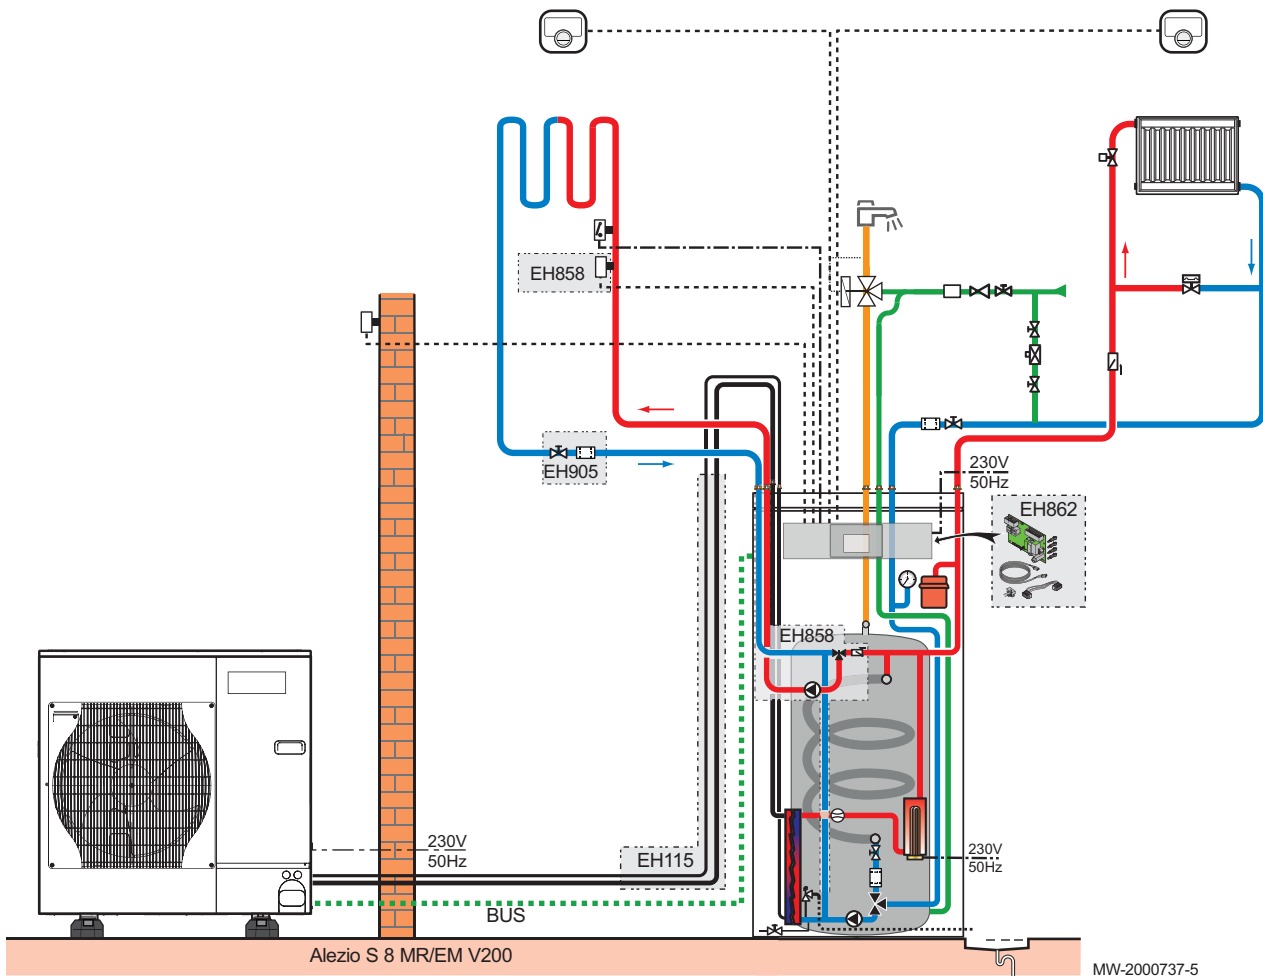 EH858
EH905
230V
50Hz
EH862
EH858
230V
50Hz
EH115
230V
50Hz
BUS
Alezio S 8 MR/EM V200
MW-2000737-5